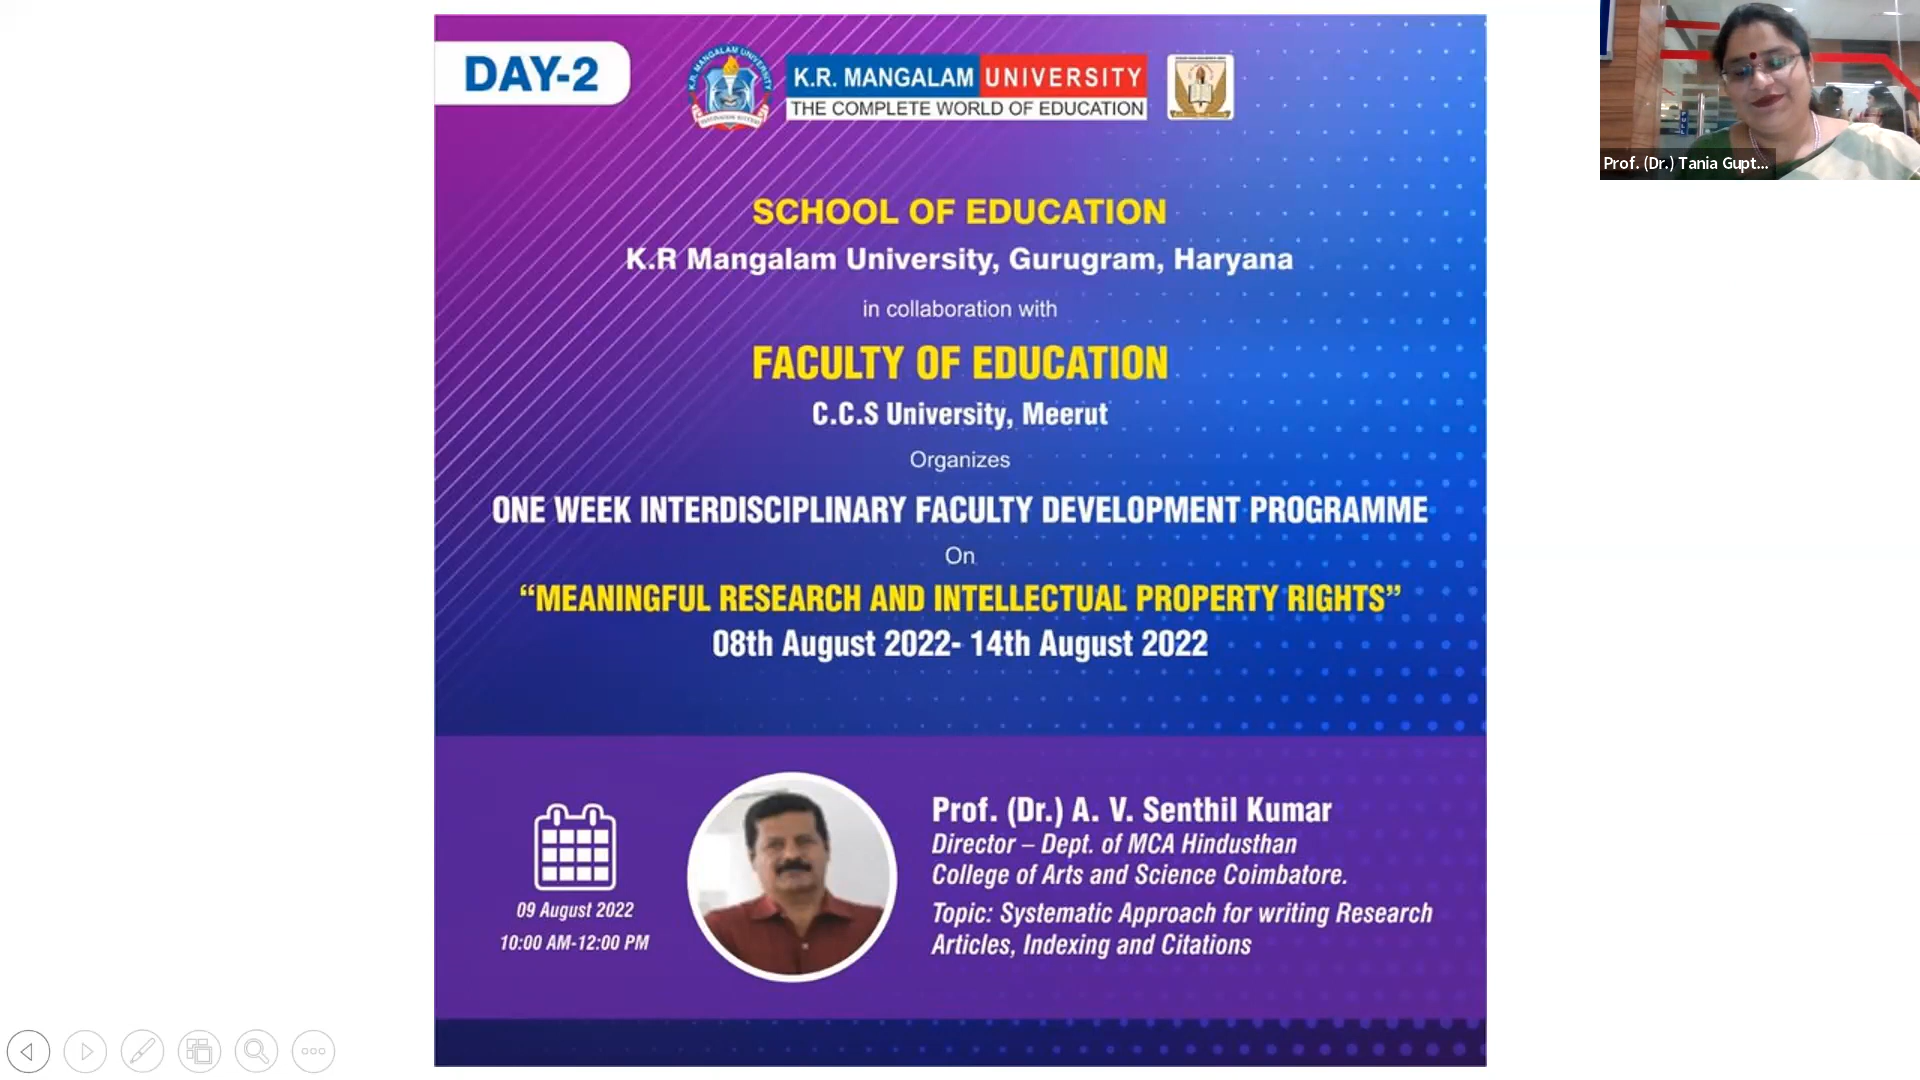 DAY-2
K.R. MANGALAM UNIVERSITY
K.R. MANGALAM UNIVERSITY
THE COMPLETE WORLD OF EDUCATION
SCHOOL OF EDUCATION
K.R Mangalam University, Gurugram, Haryana
in collaboration with
FACULTY OF EDUCATION
C.C.S University, Meerut
Organizes
ONE WEEK INTERDISCIPLINARY FACULTY DEVELOPMENT PROGRAMME
On
“MEANINGFUL RESEARCH AND INTELLECTUAL PROPERTY RIGHTS”
08th August 2022- 14th August 2022
09 August 2022
10:00 AM-12:00 PM
Prof. (Dr.) A. V. Senthil Kumar
Director – Dept. of MCA Hindusthan
College of Arts and Science Coimbatore.
Topic: Systematic Approach for writing Research
Articles, Indexing and Citations
Prof. (Dr.) Tania Gupt...